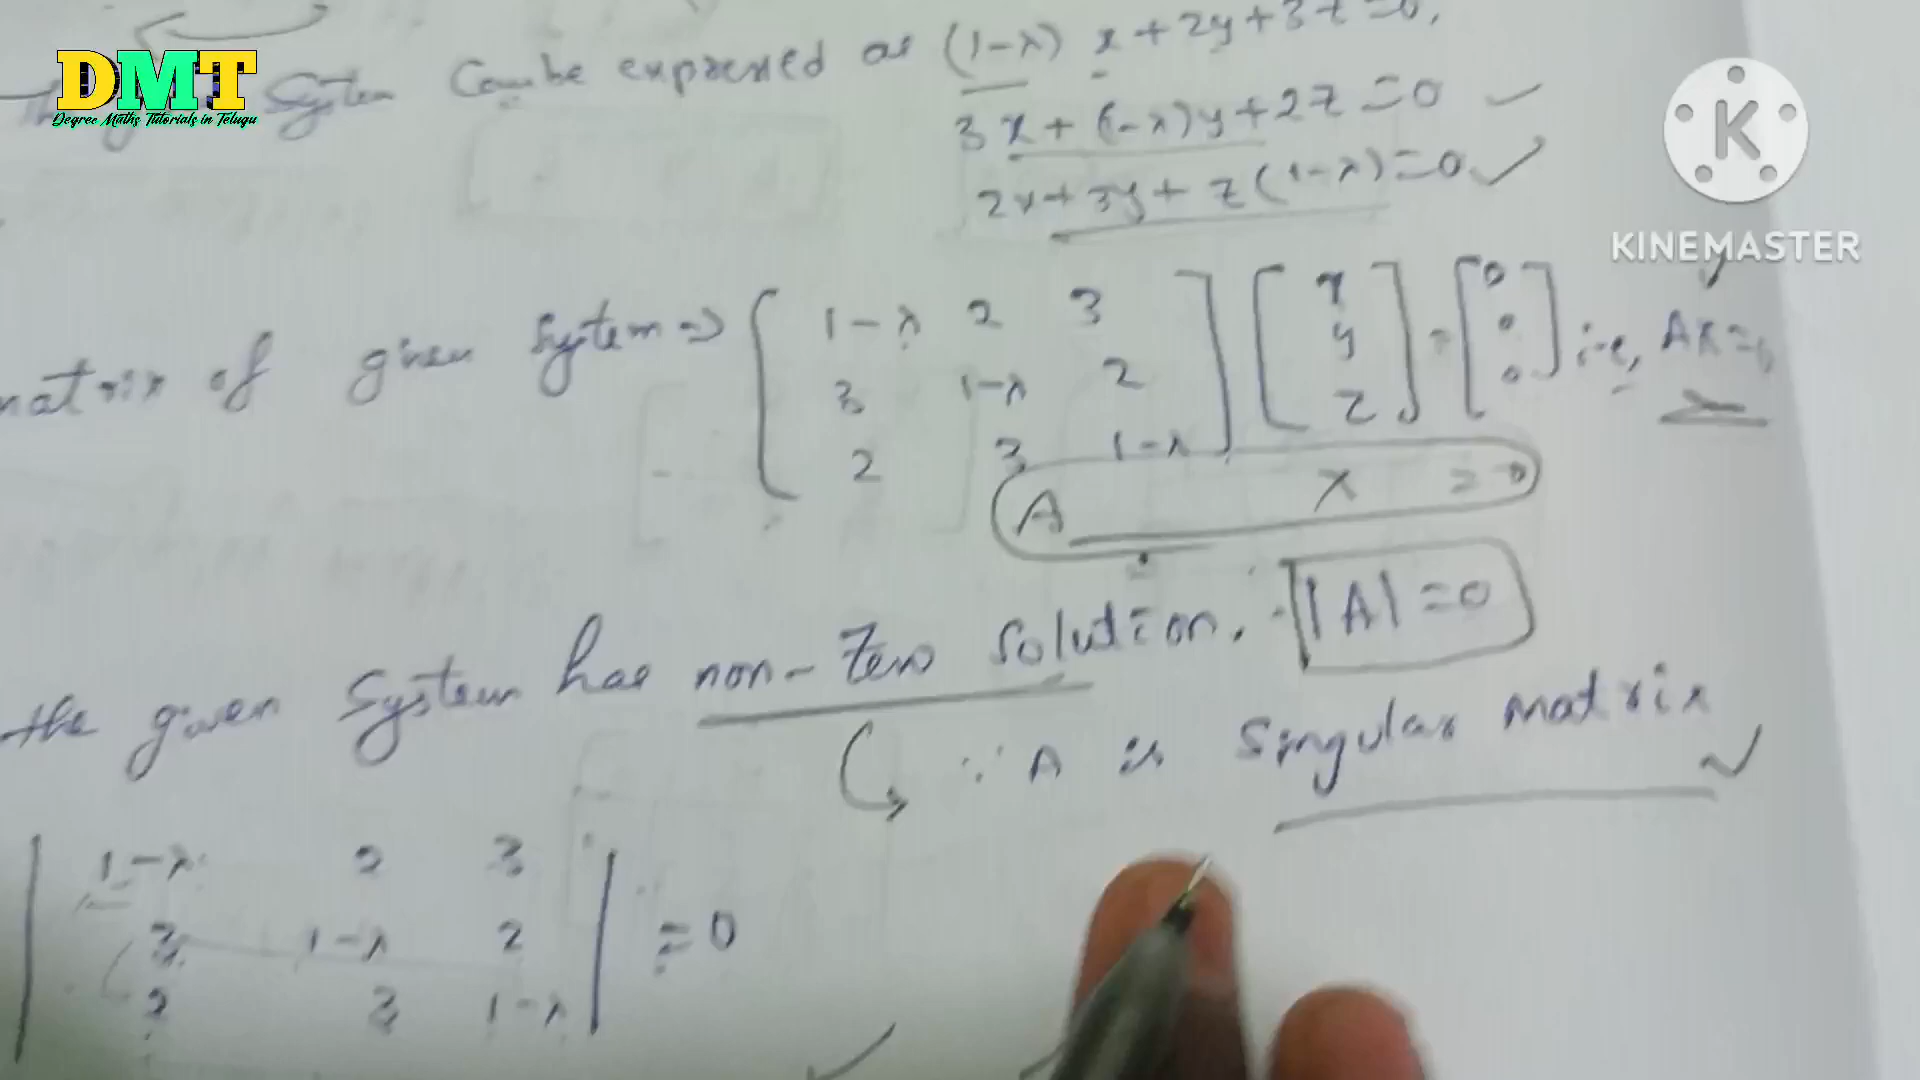 DMT
Degree Maths Tutorials in Telugu
System can be expressed as (1-λ) x + 2y + 3z = 0,
3x + (1-λ)y + 2z = 0
2x + 3y + z(1-λ) = 0
KINEMASTER
matrix of given System => [ 1-λ 2 3 ] [ x ] = [ 0 ] i.e, AX=0
3 1-λ 2 y 0
2 3 1-λ z 0
A X = 0
the given System has non-zero solution. |A| = 0
∵ A is singular matrix
| 1-λ 2 3 |
3 1-λ 2 = 0
2 3 1-λ